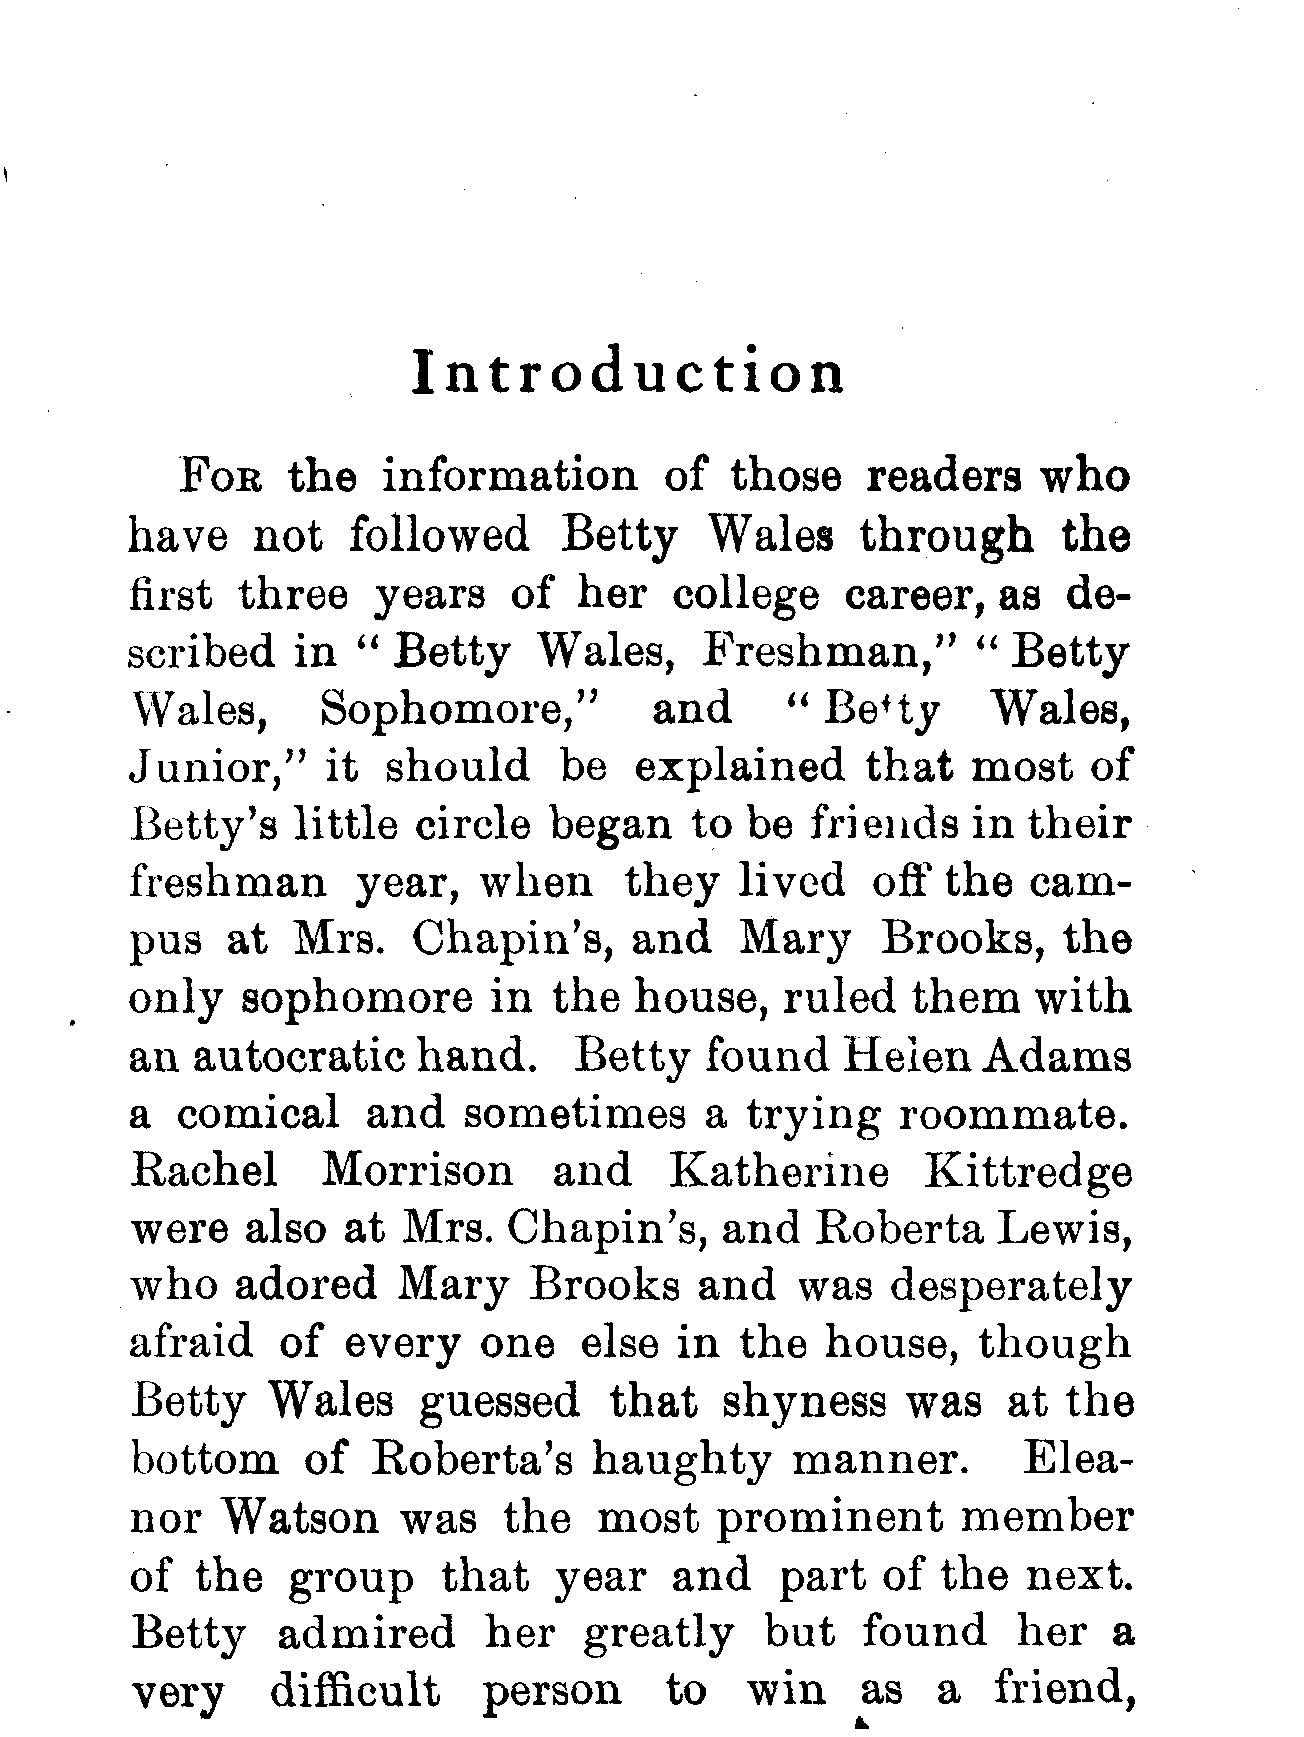 Introduction
For the information of those readers who
have not followed Betty Wales through the
first three years of her college career, as de-
scribed in “ Betty Wales, Freshman,” “ Betty
Wales, Sophomore,” and “ Betty Wales,
Junior,” it should be explained that most of
Betty’s little circle began to be friends in their
freshman year, when they lived off the cam-
pus at Mrs. Chapin’s, and Mary Brooks, the
only sophomore in the house, ruled them with
an autocratic hand. Betty found Helen Adams
a comical and sometimes a trying roommate.
Rachel Morrison and Katherine Kittredge
were also at Mrs. Chapin’s, and Roberta Lewis,
who adored Mary Brooks and was desperately
afraid of every one else in the house, though
Betty Wales guessed that shyness was at the
bottom of Roberta’s haughty manner. Elea-
nor Watson was the most prominent member
of the group that year and part of the next.
Betty admired her greatly but found her a
very difficult person to win as a friend,